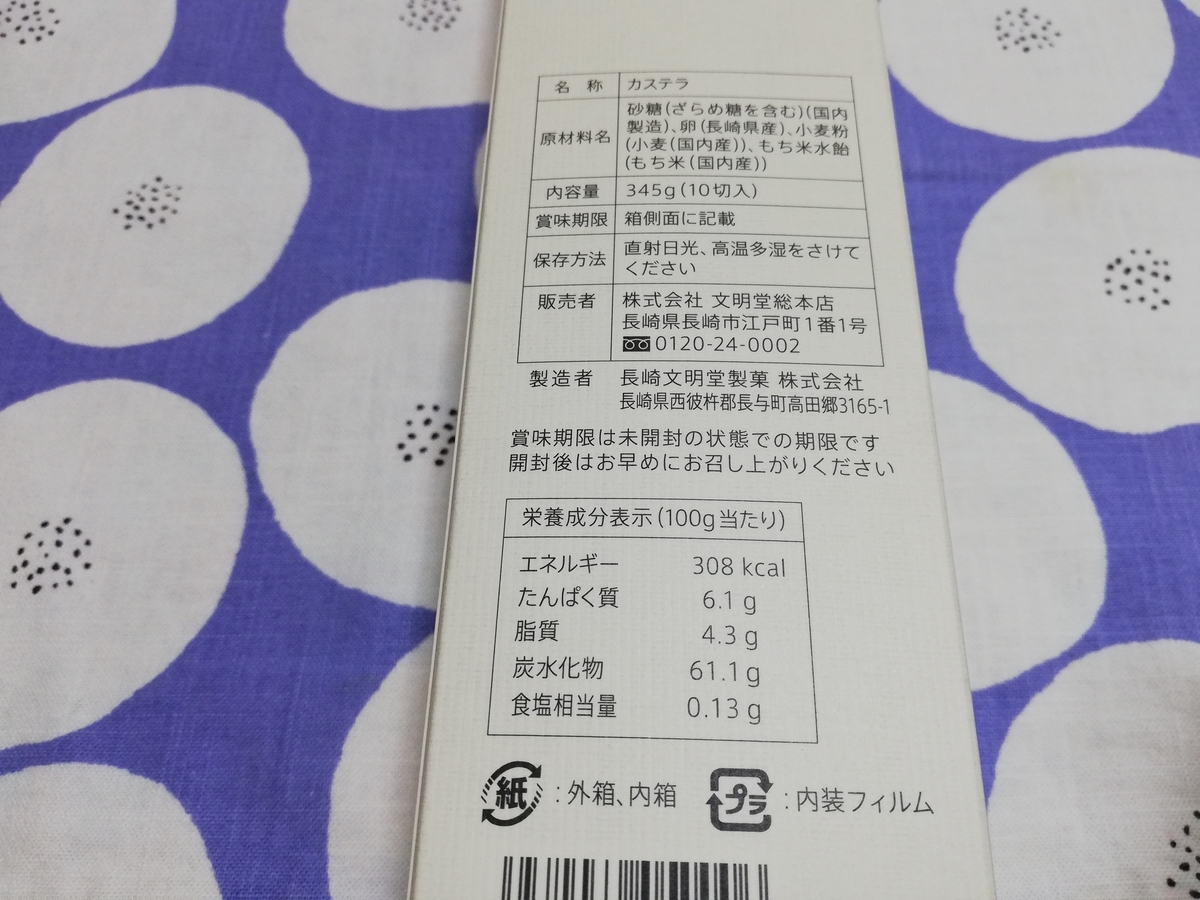 名 称 カステラ
原材料名 砂糖(ざらめ糖を含む)(国内
製造)、卵(長崎県産)、小麦粉
(小麦(国内産))、もち米水飴
(もち米(国内産))
内容量 345g(10切入)
賞味期限 箱側面に記載
保存方法 直射日光、高温多湿をさけて
ください
販売者 株式会社 文明堂総本店
長崎県長崎市江戸町1番1号
0120-24-0002
製造者 長崎文明堂製菓 株式会社
長崎県西彼杵郡長与町高田郷3165-1
賞味期限は未開封の状態での期限です
開封後はお早めにお召し上がりください
栄養成分表示(100g当たり)
エネルギー 308 kcal
たんぱく質 6.1 g
脂質 4.3 g
炭水化物 61.1 g
食塩相当量 0.13 g
紙 : 外箱、内箱 プラ : 内装フィルム